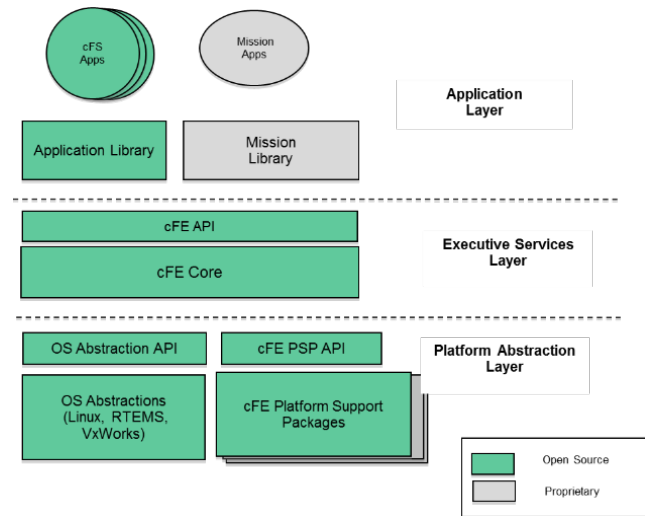 cFS
Apps
Mission
Apps
Application
Layer
Application Library
Mission
Library
cFE API
cFE Core
Executive Services
Layer
OS Abstraction API
cFE PSP API
Platform Abstraction
Layer
OS Abstractions
(Linux, RTEMS,
VxWorks)
cFE Platform Support
Packages
Open Source
Proprietary